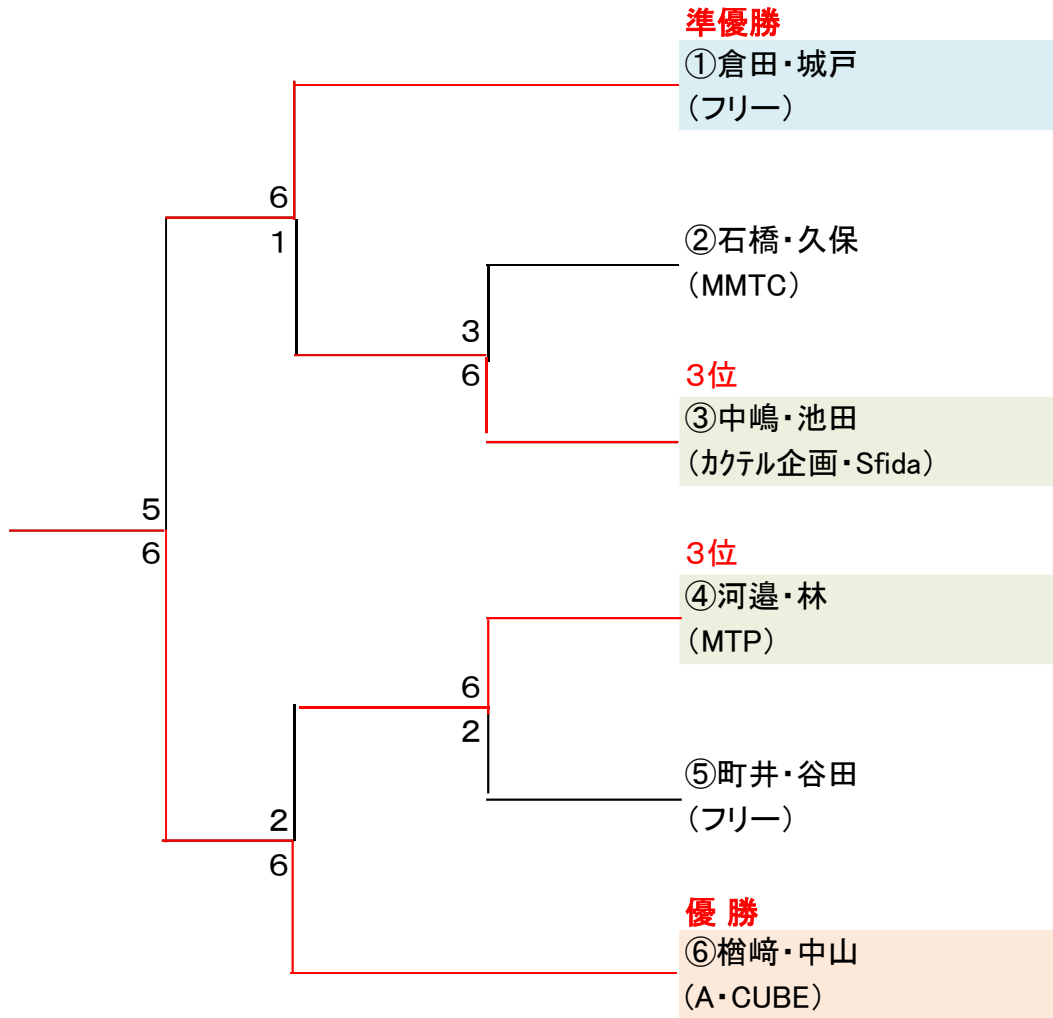 準優勝
①倉田・城戸
（フリー）
6
1
②石橋・久保
（MMTC）
3
6
3位
③中嶋・池田
（ｶｸﾃﾙ企画・Sfida）
5
6
3位
④河邉・林
（MTP）
6
2
⑤町井・谷田
（フリー）
2
6
優 勝
⑥楢﨑・中山
（A・CUBE）